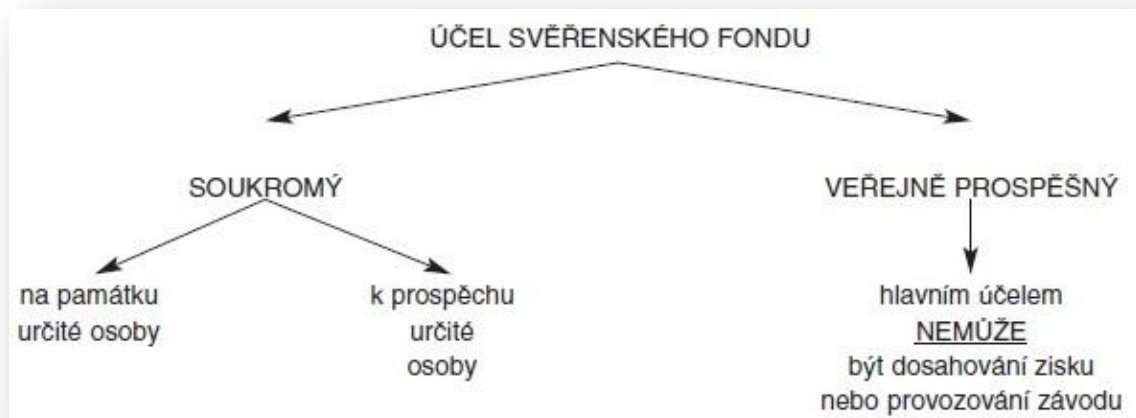 ÚČEL SVĚŘENSKÉHO FONDU
SOUKROMÝ
VEŘEJNĚ PROSPĚŠNÝ
na památku
určité osoby
k prospěchu
určité
osoby
hlavním účelem
NEMŮŽE
být dosahování zisku
nebo provozování závodu